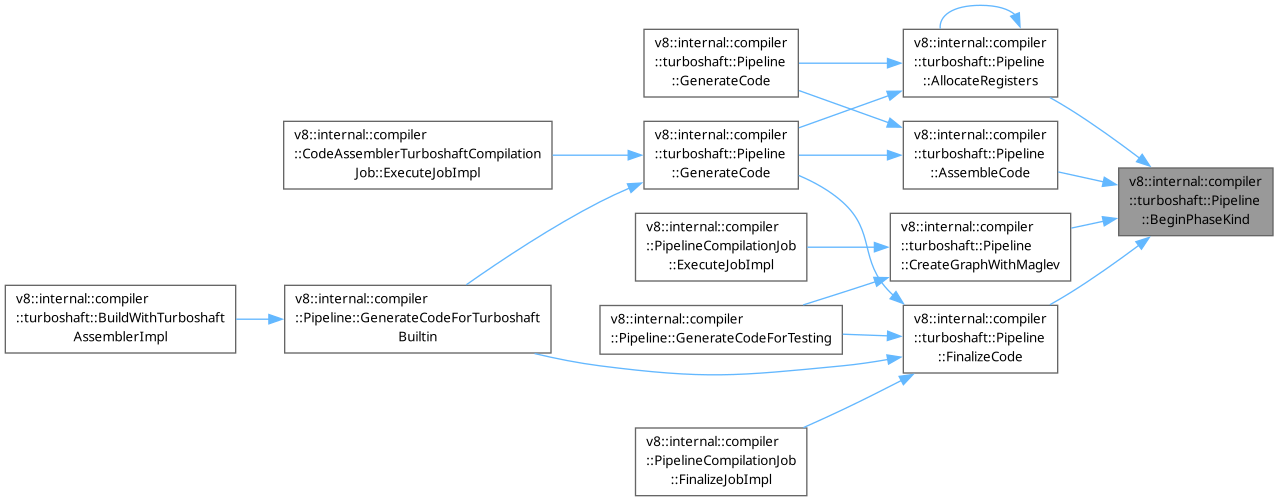 v8::internal::compiler
::turboshaft::Pipeline
::GenerateCode
v8::internal::compiler
::turboshaft::Pipeline
::AllocateRegisters
v8::internal::compiler
::CodeAssemblerTurboshaftCompilation
Job::ExecuteJobImpl
v8::internal::compiler
::turboshaft::Pipeline
::GenerateCode
v8::internal::compiler
::turboshaft::Pipeline
::AssembleCode
v8::internal::compiler
::turboshaft::Pipeline
::BeginPhaseKind
v8::internal::compiler
::PipelineCompilationJob
::ExecuteJobImpl
v8::internal::compiler
::turboshaft::Pipeline
::CreateGraphWithMaglev
v8::internal::compiler
::turboshaft::BuildWithTurboshaft
AssemblerImpl
v8::internal::compiler
::Pipeline::GenerateCodeForTurboshaft
Builtin
v8::internal::compiler
::Pipeline::GenerateCodeForTesting
v8::internal::compiler
::turboshaft::Pipeline
::FinalizeCode
v8::internal::compiler
::PipelineCompilationJob
::FinalizeJobImpl